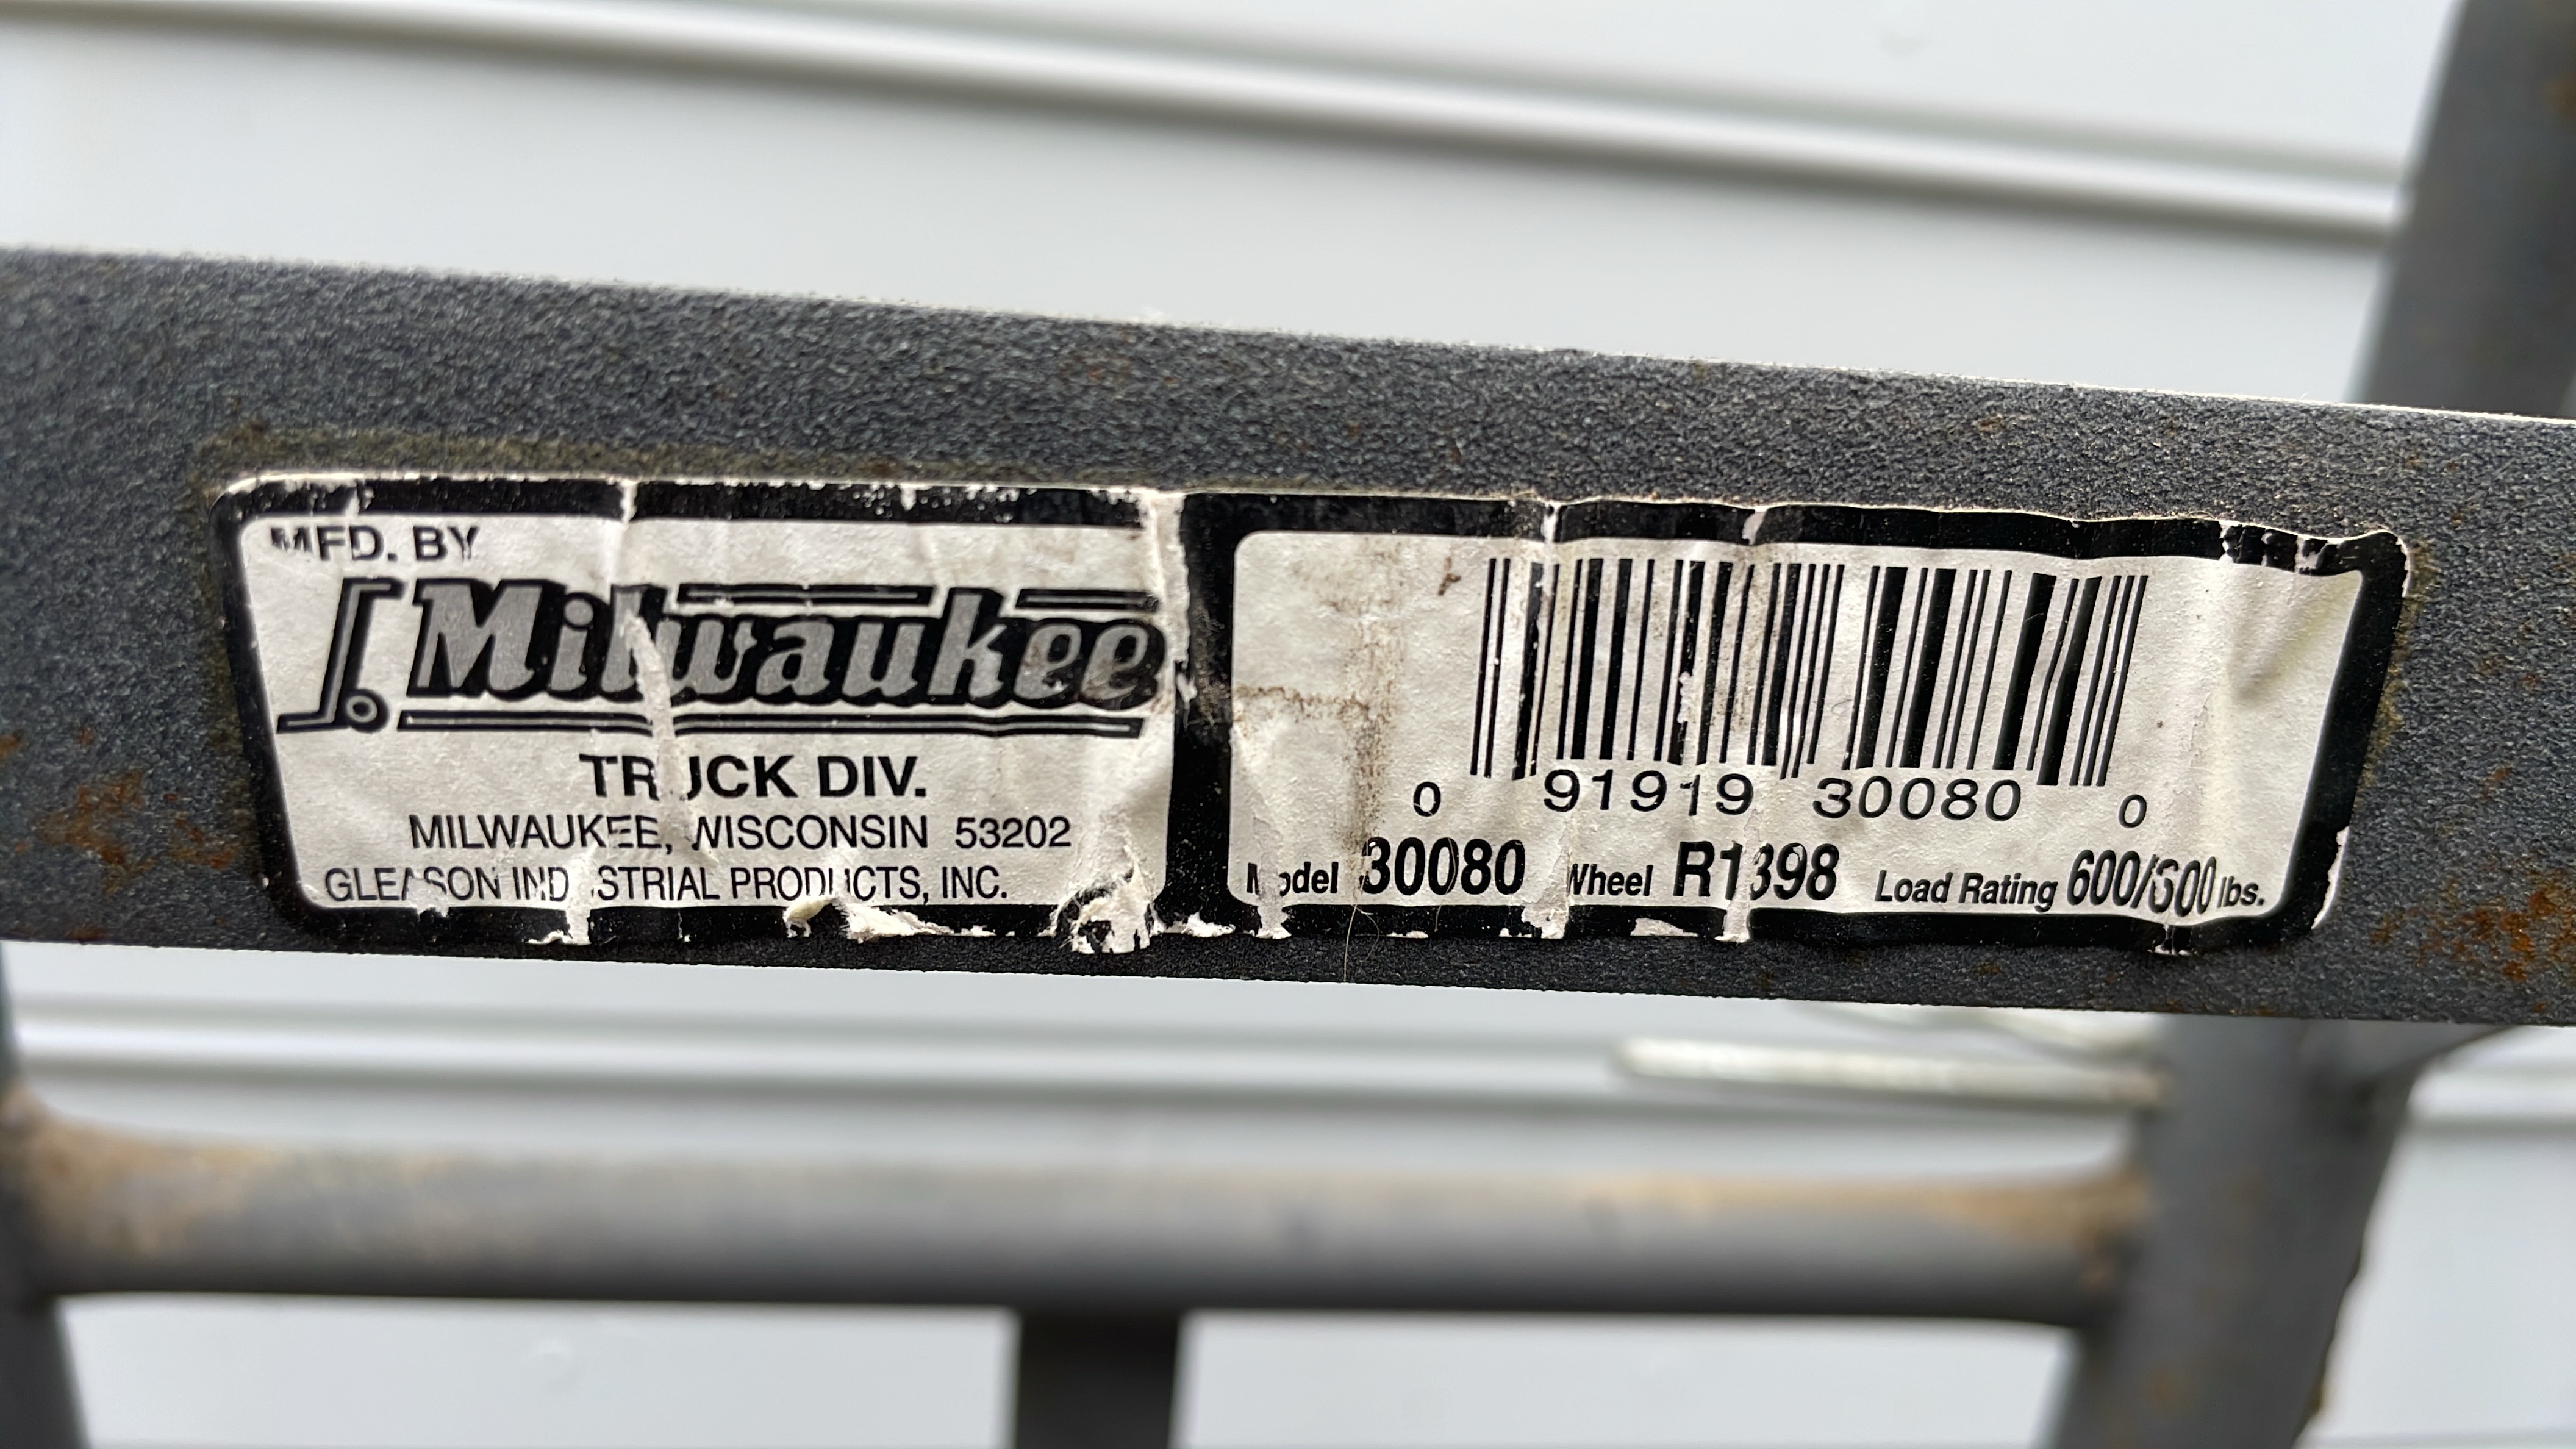 MFD. BY
Milwaukee
TRUCK DIV.
MILWAUKEE, WISCONSIN 53202
GLEASON INDUSTRIAL PRODUCTS, INC.
0 91919 30080 0
Model 30080 Wheel R1398 Load Rating 600/600 lbs.